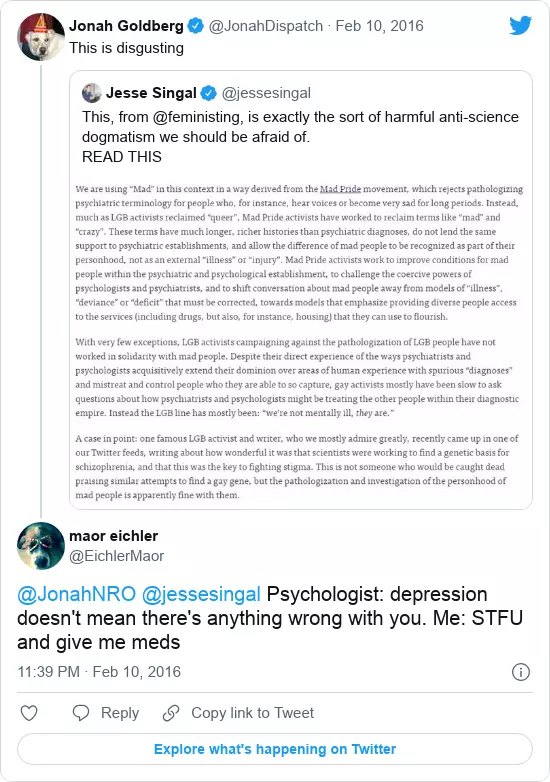 Jonah Goldberg @JonahDispatch · Feb 10, 2016
This is disgusting
Jesse Singal @jessesingal
This, from @feministing, is exactly the sort of harmful anti-science
dogmatism we should be afraid of.
READ THIS
We are using “Mad” in this context in a way derived from the Mad Pride movement, which rejects pathologizing
psychiatric terminology for people who, for instance, hear voices or become very sad for long periods. Instead,
much as LGB activists reclaimed “queer”, Mad Pride activists have worked to reclaim terms like “mad” and
“crazy”. These terms have much longer, richer histories than psychiatric diagnoses, do not lend the same
support to psychiatric establishments, and allow the difference of mad people to be recognized as part of their
personhood, not as an external “illness” or “injury”. Mad Pride activists work to improve conditions for mad
people within the psychiatric and psychological establishment, to challenge the coercive powers of
psychologists and psychiatrists, and to shift conversation about mad people away from models of “illness”,
“deviance” or “deficit” that must be corrected, towards models that emphasize providing diverse people access
to the services (including drugs, but also, for instance, housing) that they can use to flourish.
With very few exceptions, LGB activists campaigning against the pathologization of LGB people have not
worked in solidarity with mad people. Despite their direct experience of the ways psychiatrists and
psychologists acquisitively extend their dominion over areas of human experience with spurious “diagnoses”
and mistreat and control people who they are able to so capture, gay activists mostly have been slow to ask
questions about how psychiatrists and psychologists might be treating the other people within their diagnostic
empire. Instead the LGB line has mostly been: “we're not mentally ill, they are.”
A case in point: one famous LGB activist and writer, who we mostly admire greatly, recently came up in one of
our Twitter feeds, writing about how wonderful it was that scientists were working to find a genetic basis for
schizophrenia, and that this was the key to fighting stigma. This is not someone who would be caught dead
praising similar attempts to find a gay gene, but the pathologization and investigation of the personhood of
mad people is apparently fine with them.
maor eichler
@EichlerMaor
@JonahNRO @jessesingal Psychologist: depression
doesn't mean there's anything wrong with you. Me: STFU
and give me meds
11:39 PM · Feb 10, 2016
Reply Copy link to Tweet
Explore what's happening on Twitter